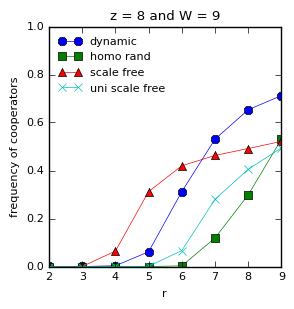 z = 8 and W = 9
dynamic
homo rand
scale free
uni scale free
frequency of cooperators
1.0
0.8
0.6
0.4
0.2
0.0
2 3 4 5 6 7 8 9
r